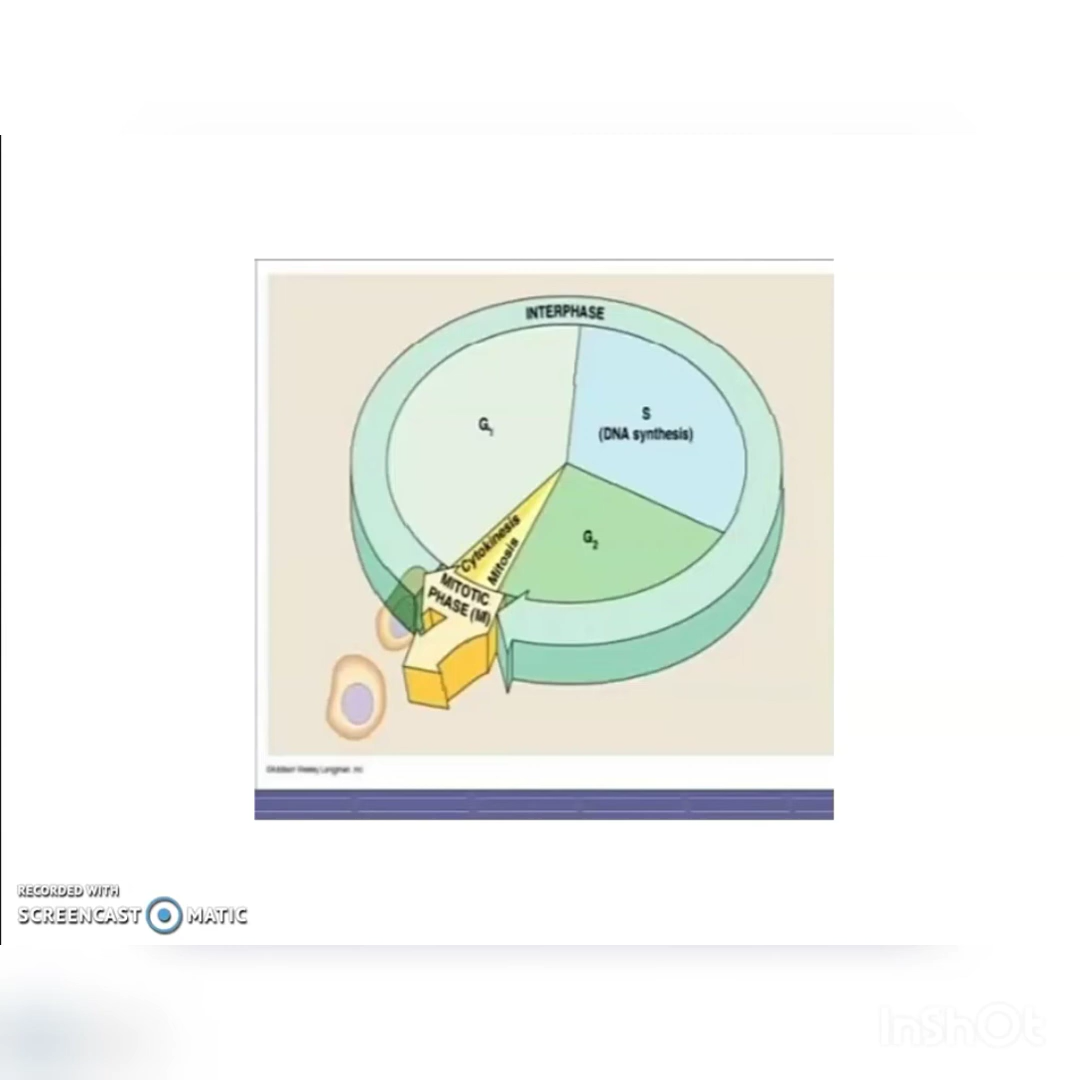 INTERPHASE
S
(DNA synthesis)
G1
G2
Cytokinesis
Mitosis
MITOTIC
PHASE (M)
RECORDED WITH
SCREENCAST MATIC
InShOt